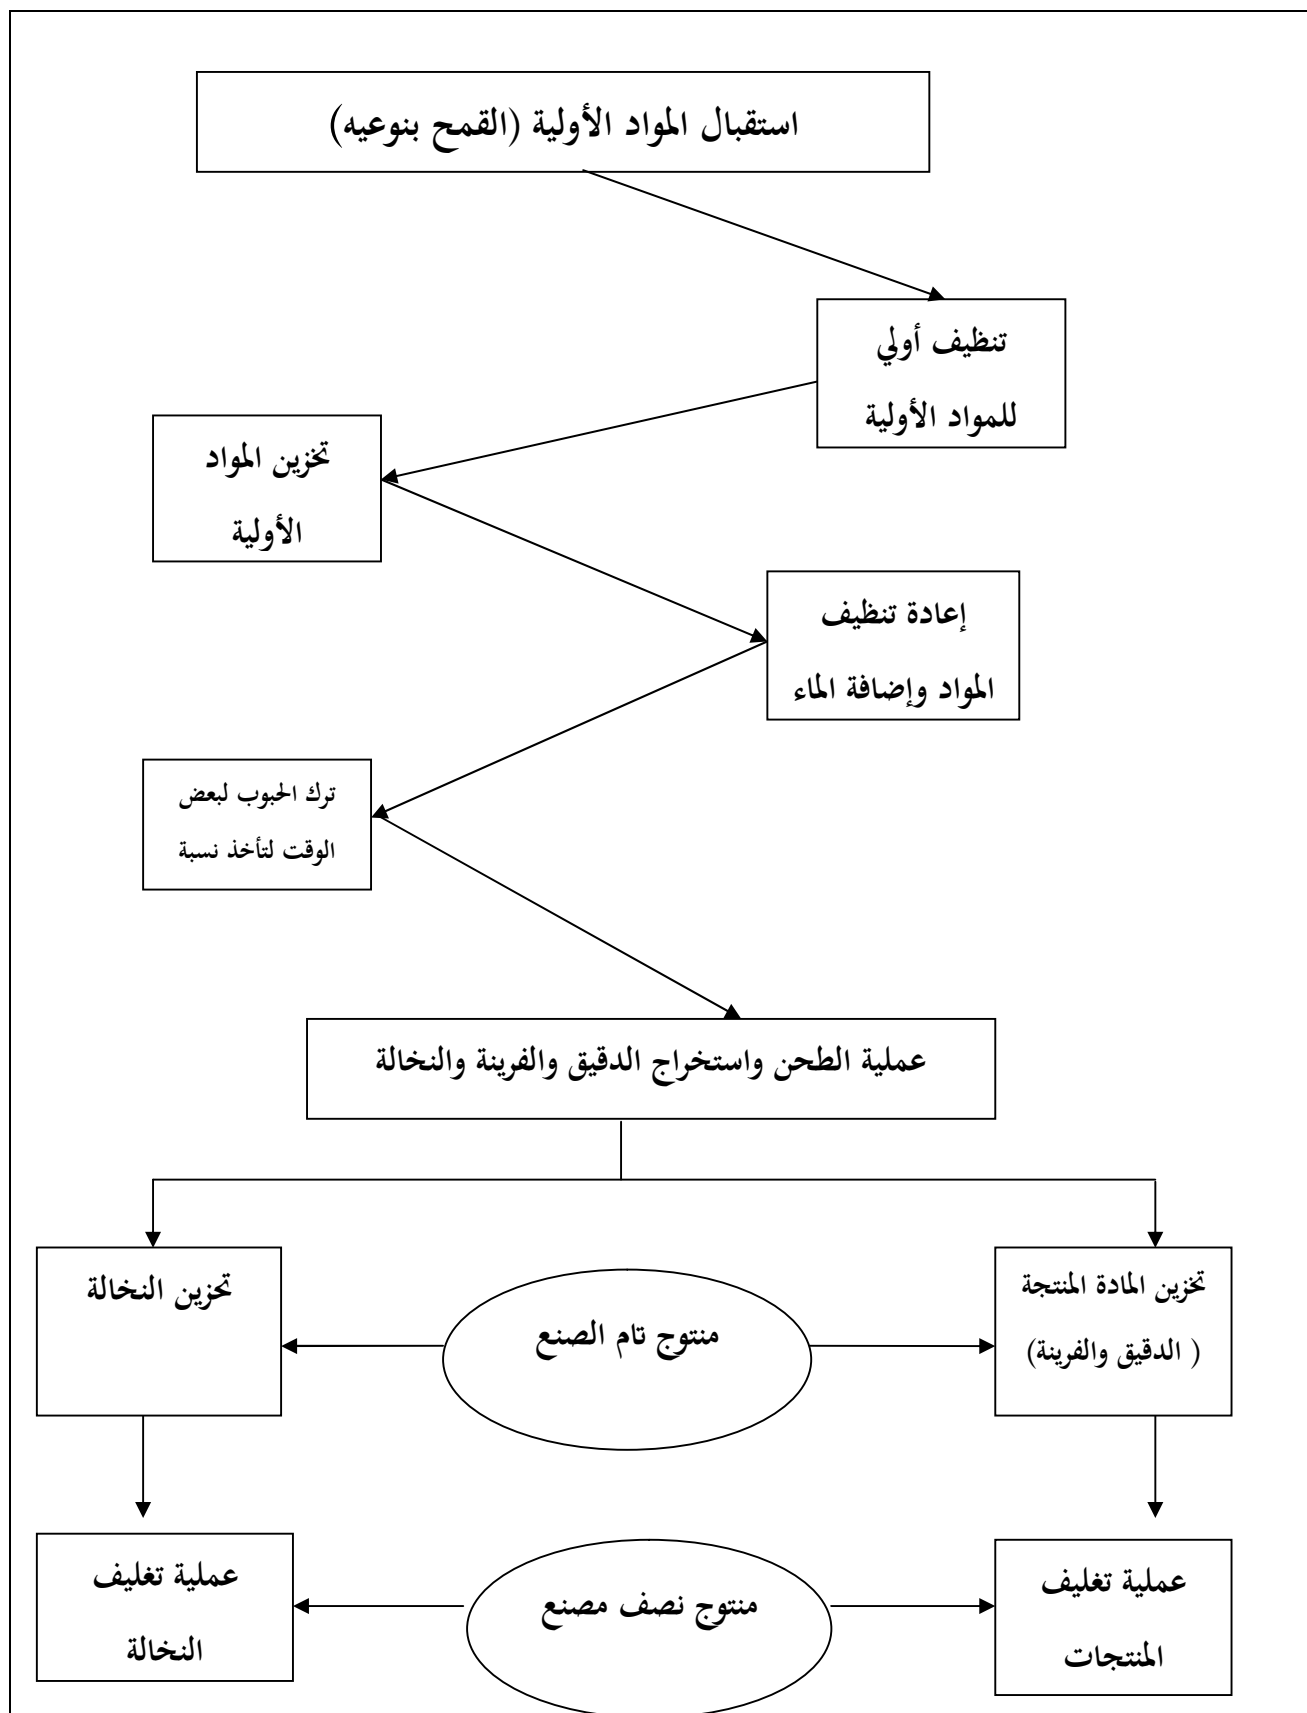 استقبال المواد الأولية (القمح بنوعيه)
تنظيف أولي
للمواد الأولية
تخزين المواد
الأولية
إعادة تنظيف
المواد وإضافة الماء
ترك الحبوب لبعض
الوقت لتأخذ نسبة
عملية الطحن واستخراج الدقيق والفرينة والنخالة
تخزين المادة المنتجة
( الدقيق والفرينة)
منتوج تام الصنع
تخزين النخالة
عملية تغليف
المنتجات
منتوج نصف مصنع
عملية تغليف
النخالة